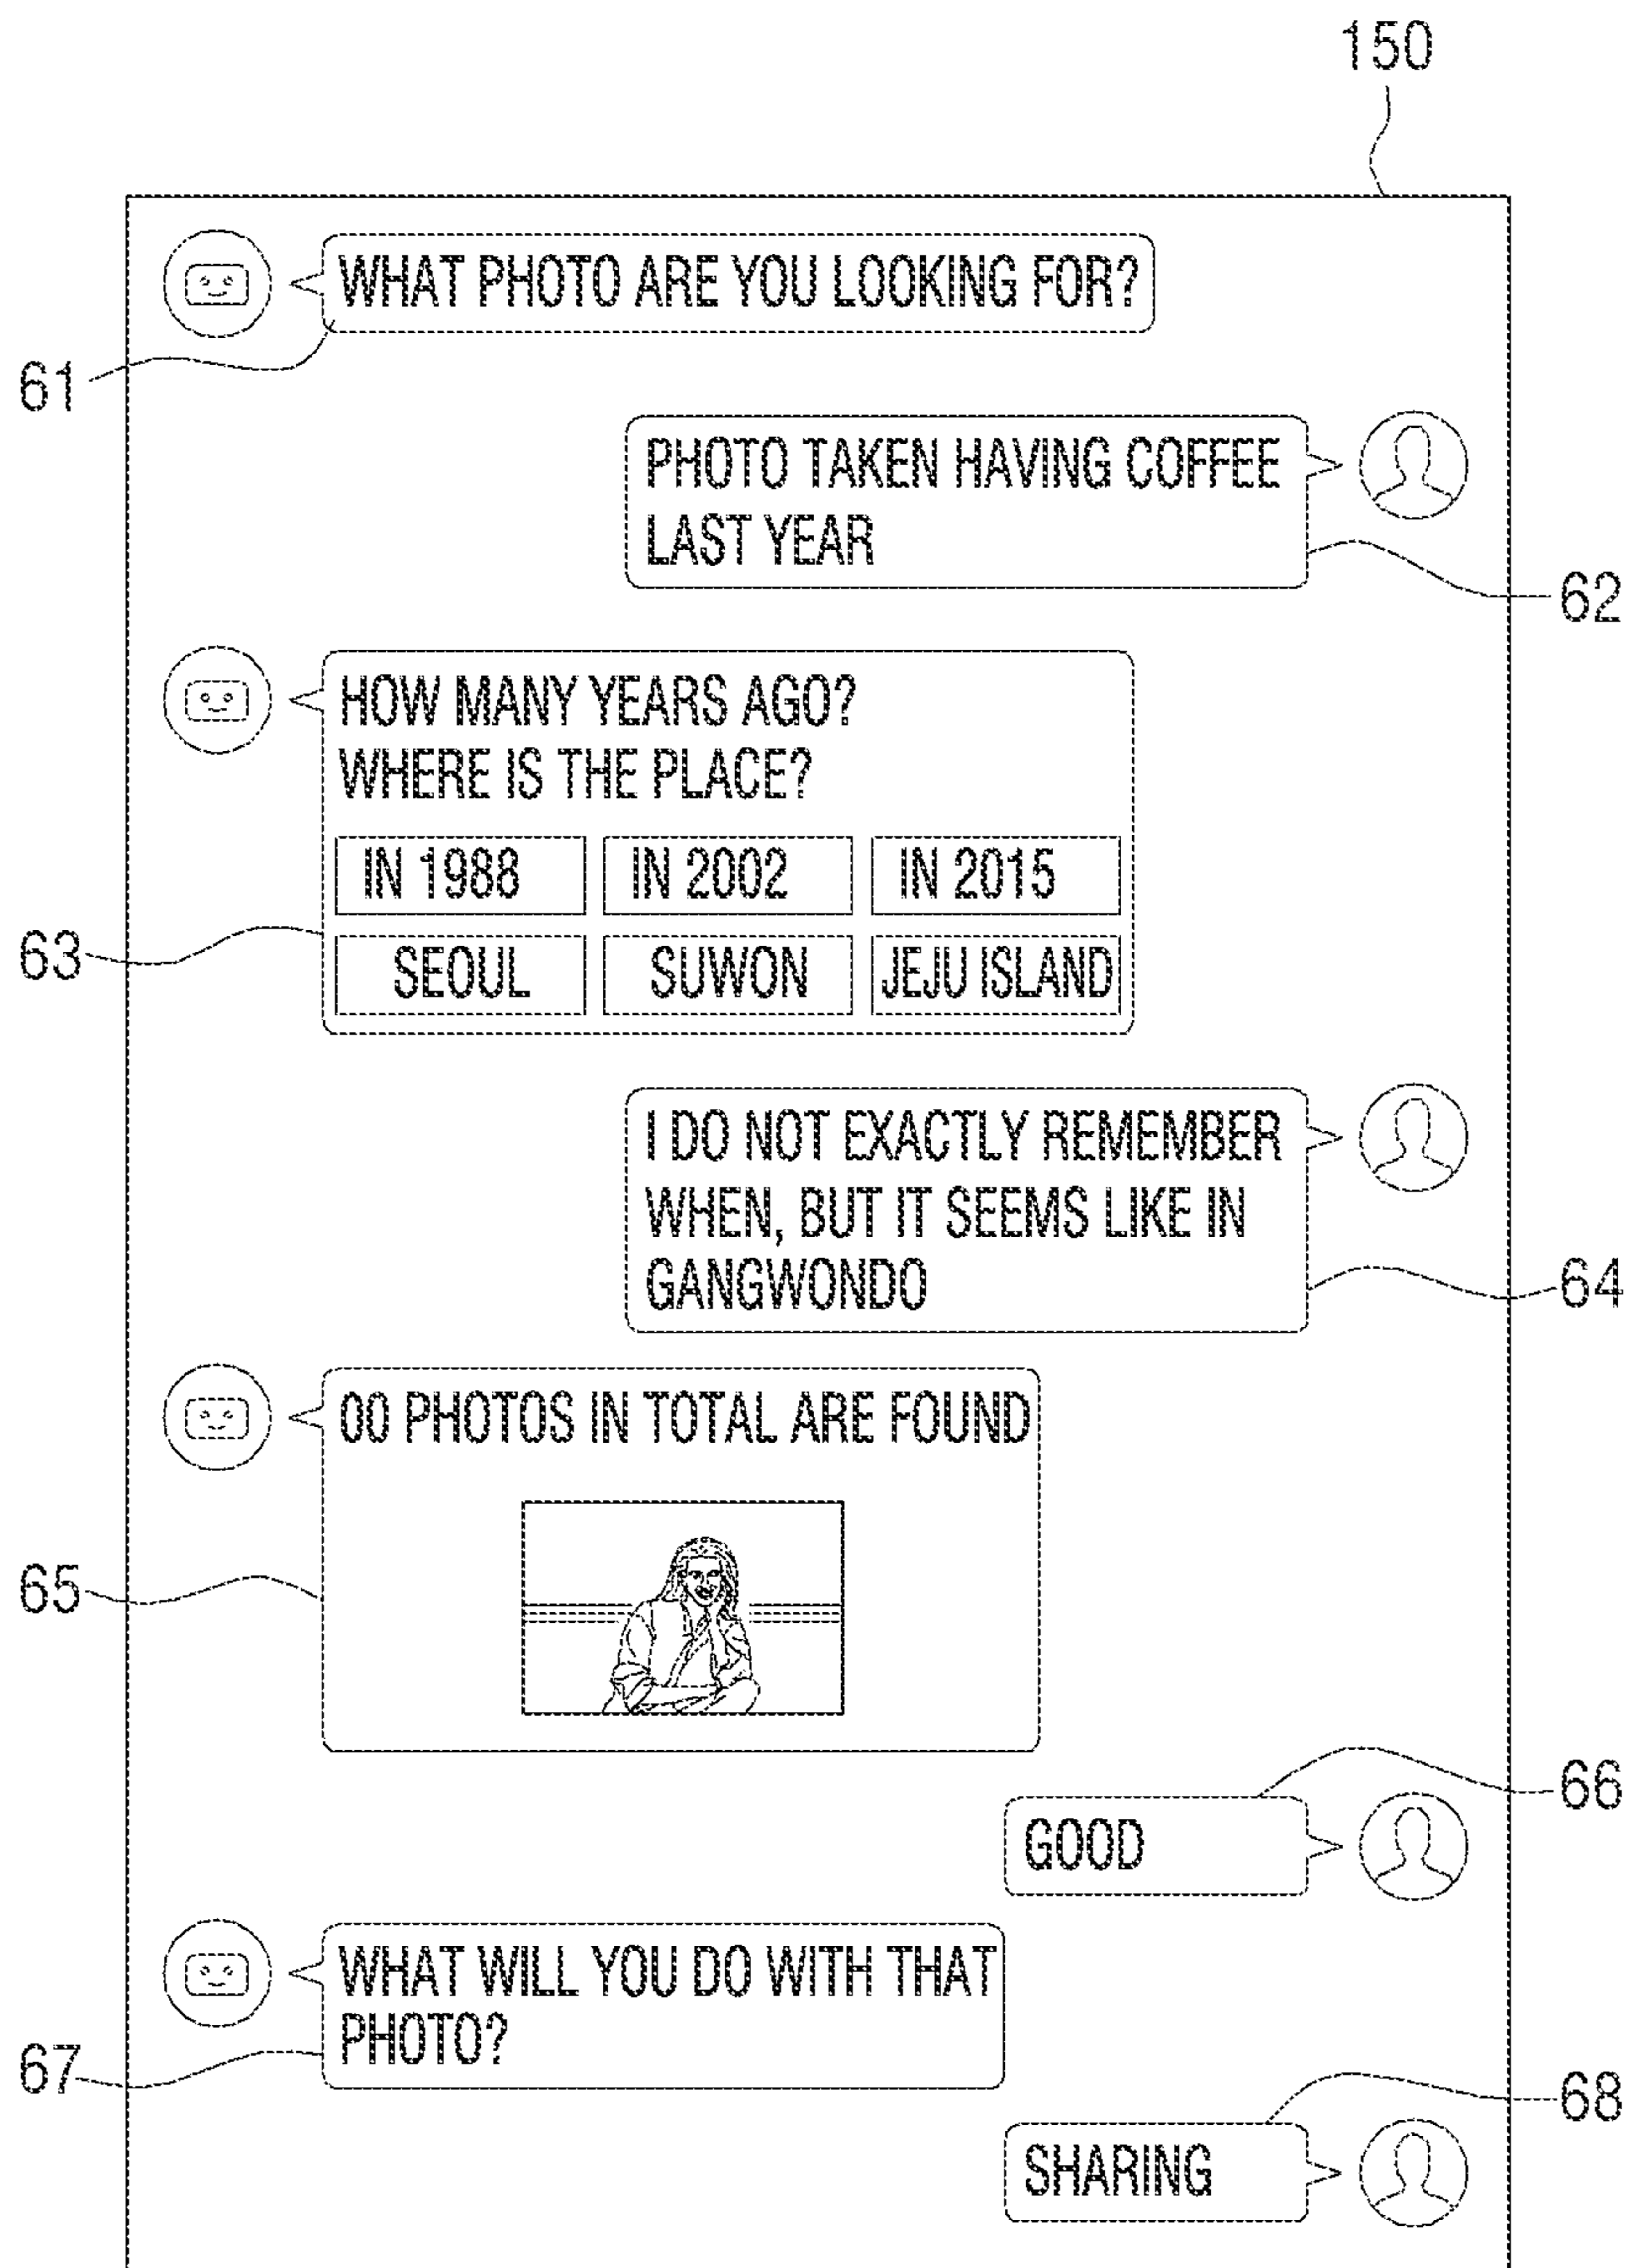 150
WHAT PHOTO ARE YOU LOOKING FOR?
61
PHOTO TAKEN HAVING COFFEE
LAST YEAR
62
HOW MANY YEARS AGO?
WHERE IS THE PLACE?
IN 1988 IN 2002 IN 2015
63
SEOUL SUWON JEJU ISLAND
I DO NOT EXACTLY REMEMBER
WHEN, BUT IT SEEMS LIKE IN
GANGWONDO
64
00 PHOTOS IN TOTAL ARE FOUND
65
66
GOOD
WHAT WILL YOU DO WITH THAT
PHOTO?
67
68
SHARING